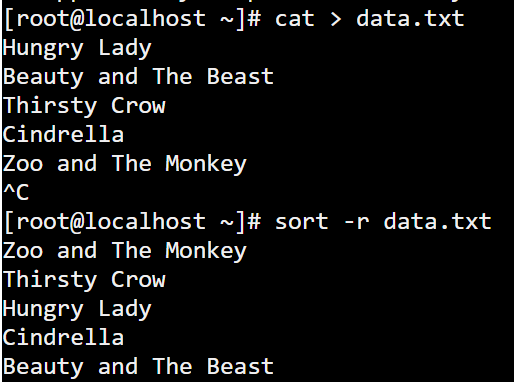 [root@localhost ~]# cat > data.txt
Hungry Lady
Beauty and The Beast
Thirsty Crow
Cindrella
Zoo and The Monkey
^C
[root@localhost ~]# sort -r data.txt
Zoo and The Monkey
Thirsty Crow
Hungry Lady
Cindrella
Beauty and The Beast